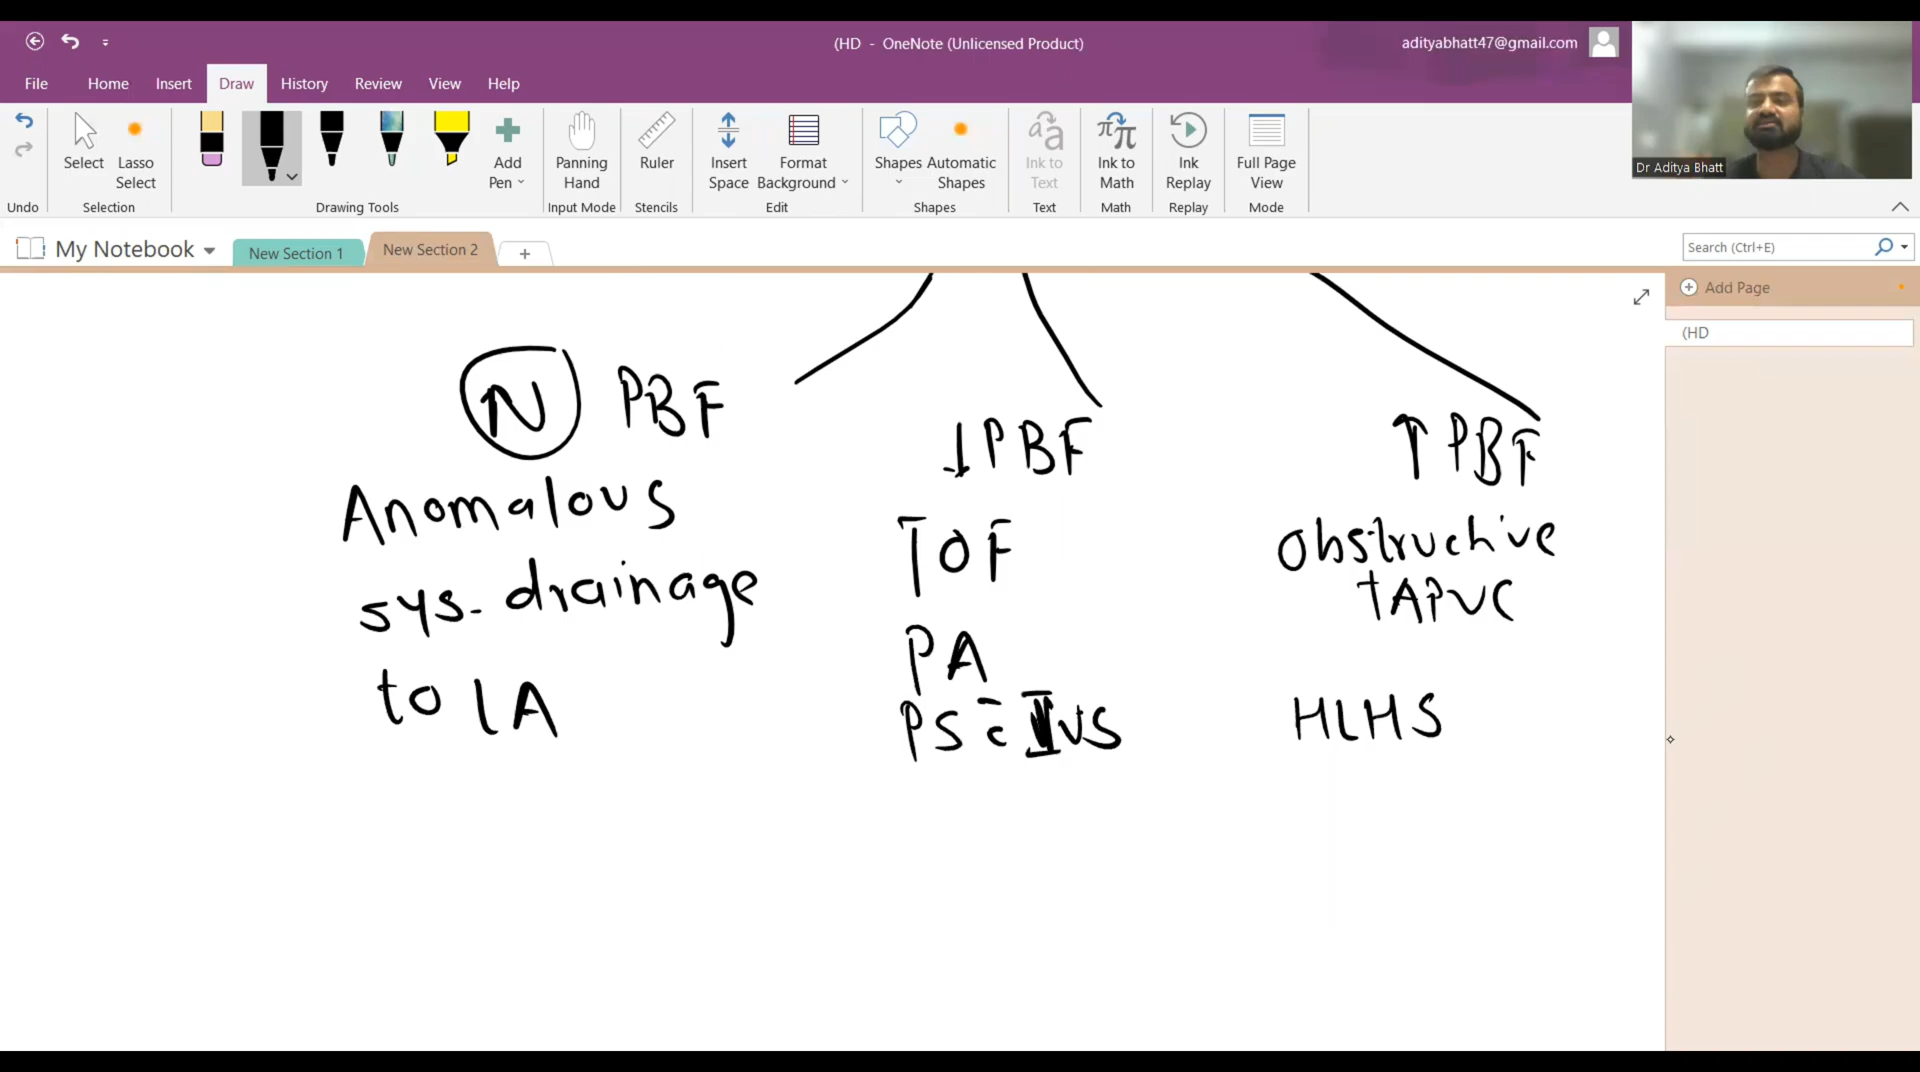 (HD - OneNote (Unlicensed Product)
adityabhatt47@gmail.com
File Home Insert Draw History Review View Help
Undo
Select
Lasso Select
Selection
Add Pen
Drawing Tools
Panning Hand
Input Mode
Ruler
Stencils
Insert Space
Format Background
Edit
Shapes
Automatic Shapes
Shapes
Ink to Text
Text
Ink to Math
Math
Ink Replay
Replay
Full Page View
Mode
Dr Aditya Bhatt
My Notebook
New Section 1
New Section 2
Search (Ctrl+E)
Add Page
(HD
N PBF
Anomalous
sys. drainage
to LA
↓PBF
TOF
PA
PS c̄ IVS
↑PBF
Obstructive
TAPVC
HLHS